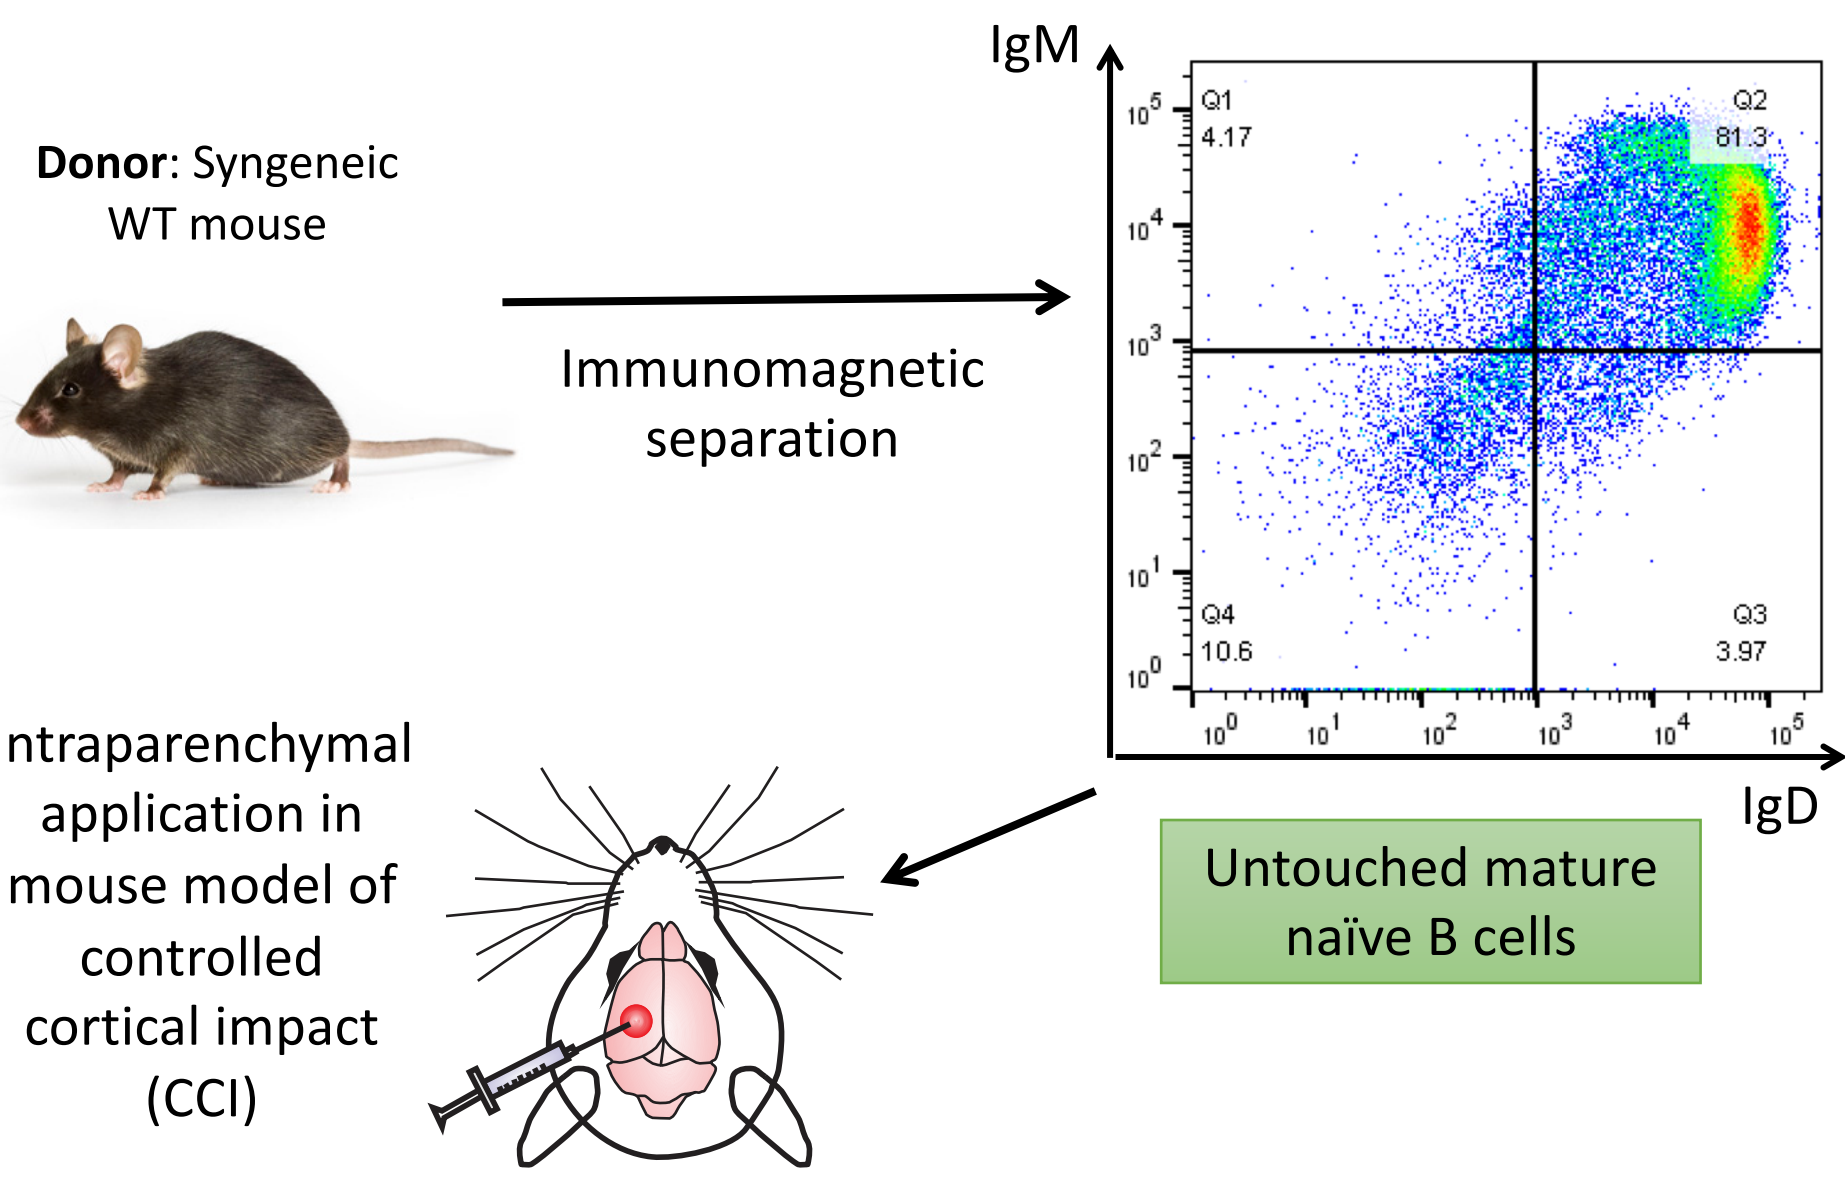 IgM
Donor: Syngeneic
WT mouse
Immunomagnetic
separation
Q1
4.17
Q2
81.3
Q4
10.6
Q3
3.97
10^5
10^4
10^3
10^2
10^1
10^0
10^0 10^1 10^2 10^3 10^4 10^5
IgD
Untouched mature
naïve B cells
ntraparenchymal
application in
mouse model of
controlled
cortical impact
(CCI)